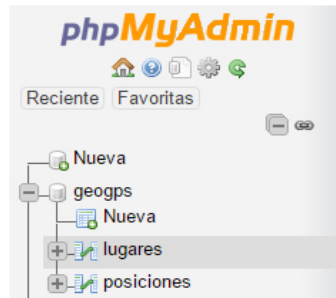 phpMyAdmin
Reciente Favoritas
Nueva
geogps
Nueva
lugares
posiciones